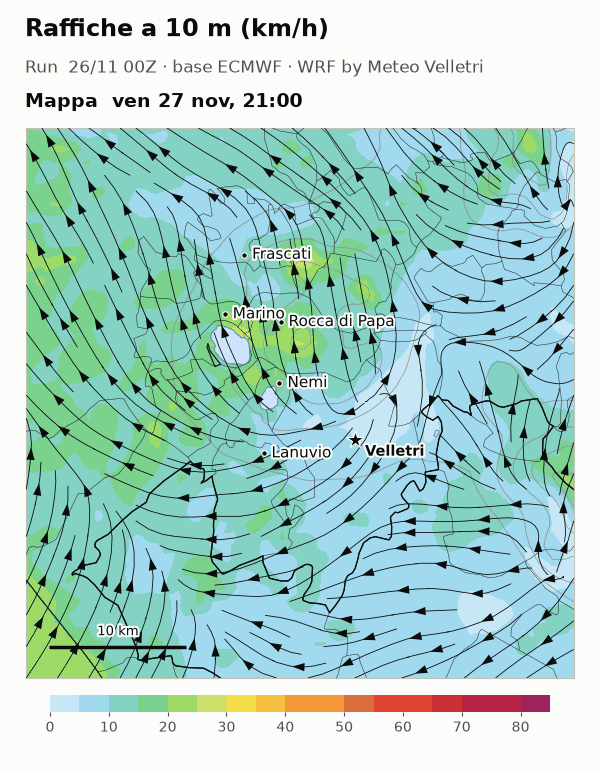 Raffiche a 10 m (km/h)
Run  26/11 00Z · base ECMWF · WRF by Meteo Velletri
Mappa  ven 27 nov, 21:00
Frascati
Marino
Rocca di Papa
Nemi
Velletri
Lanuvio
10 km
0 10 20 30 40 50 60 70 80